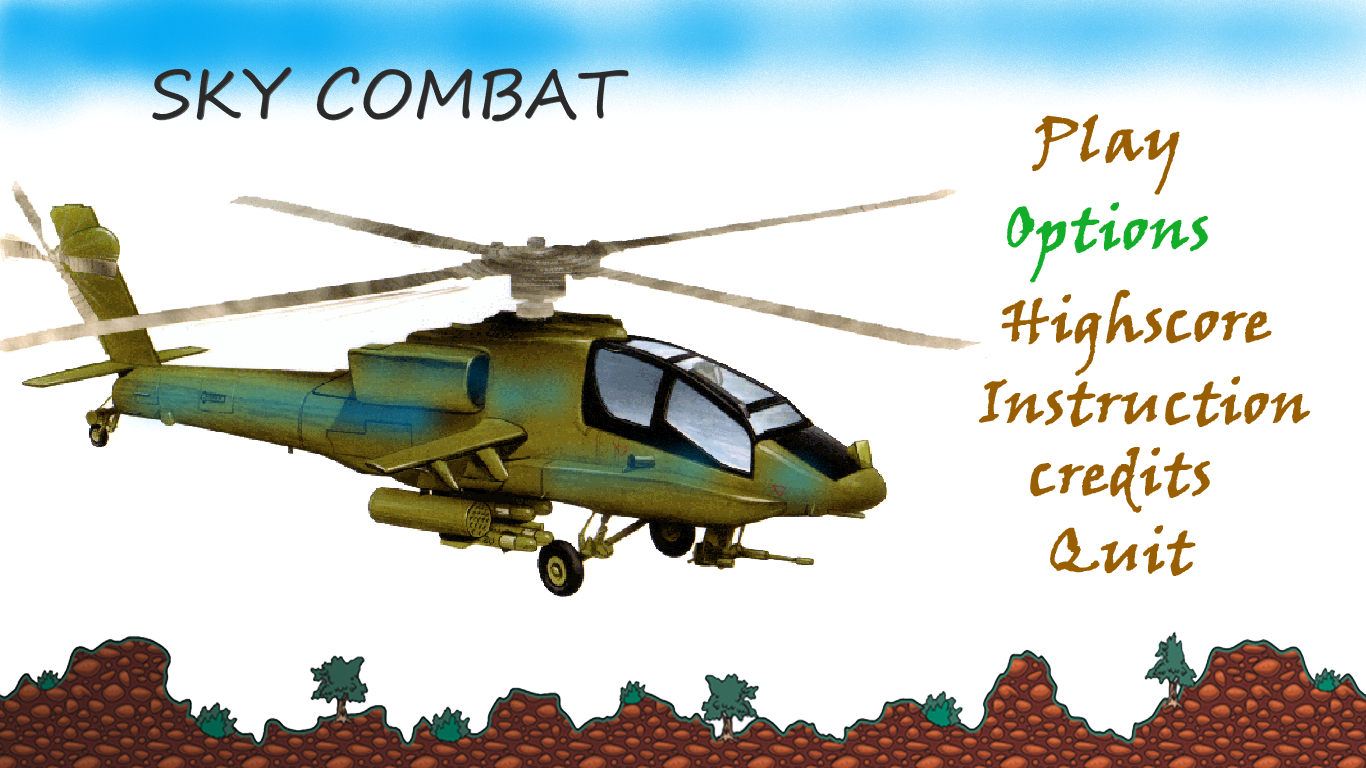 SKY COMBAT
Play
Options
Highscore
Instruction
credits
Quit